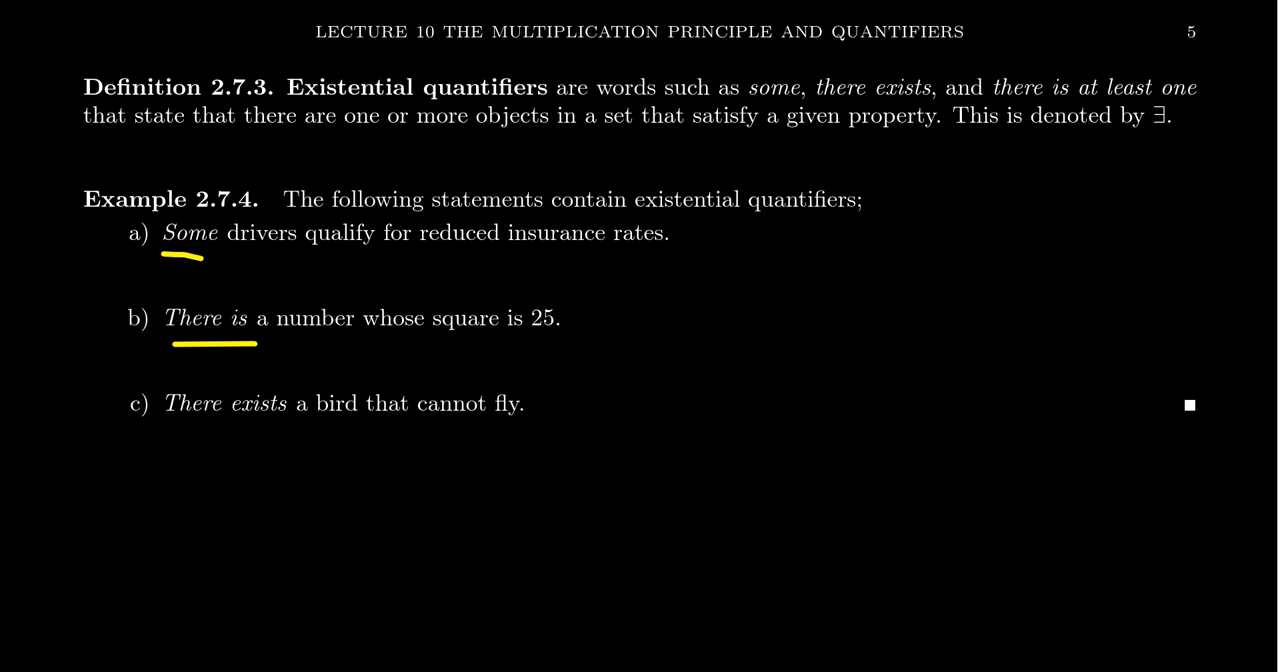 LECTURE 10 THE MULTIPLICATION PRINCIPLE AND QUANTIFIERS 5
Definition 2.7.3. Existential quantifiers are words such as some, there exists, and there is at least one
that state that there are one or more objects in a set that satisfy a given property. This is denoted by ∃.
Example 2.7.4. The following statements contain existential quantifiers;
a) Some drivers qualify for reduced insurance rates.
b) There is a number whose square is 25.
c) There exists a bird that cannot fly.